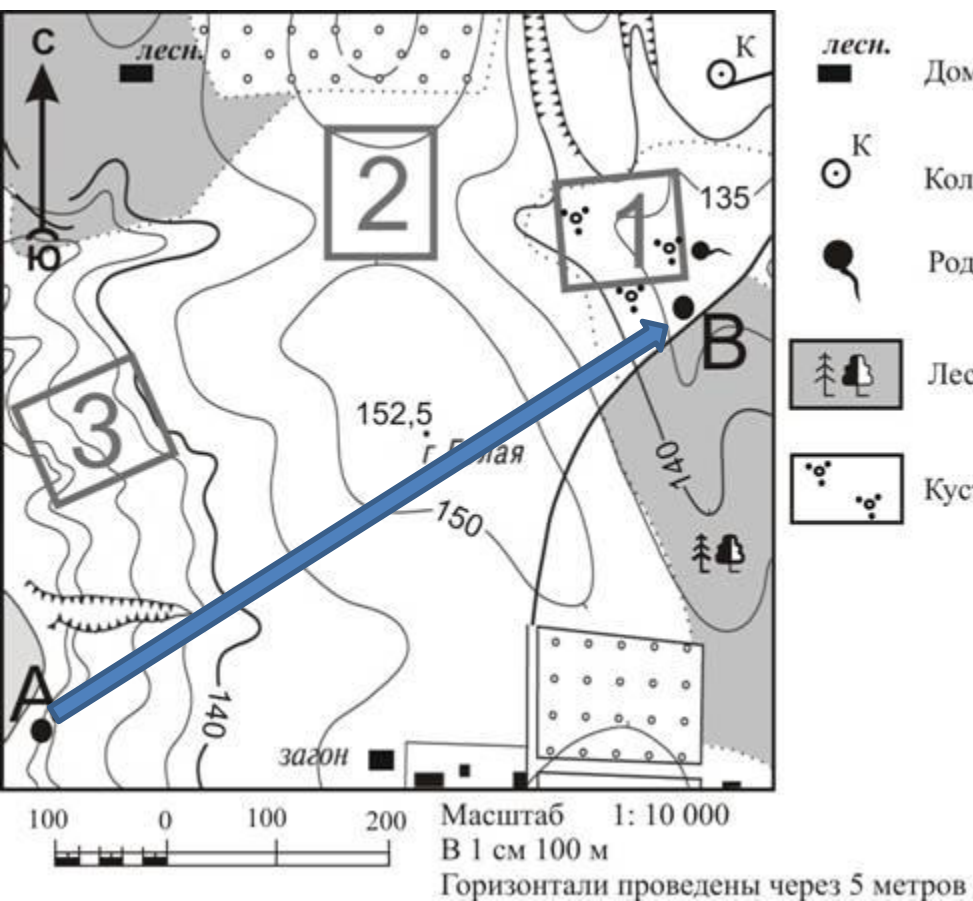 С
лесн.
К
лесн.
Дом
К
2
1
135
Кол
Ю
Род
В
3
152,5
г. Белая
Лес
140
150
Куст
А
140
загон
100 0 100 200
Масштаб 1: 10 000
В 1 см 100 м
Горизонтали проведены через 5 метров